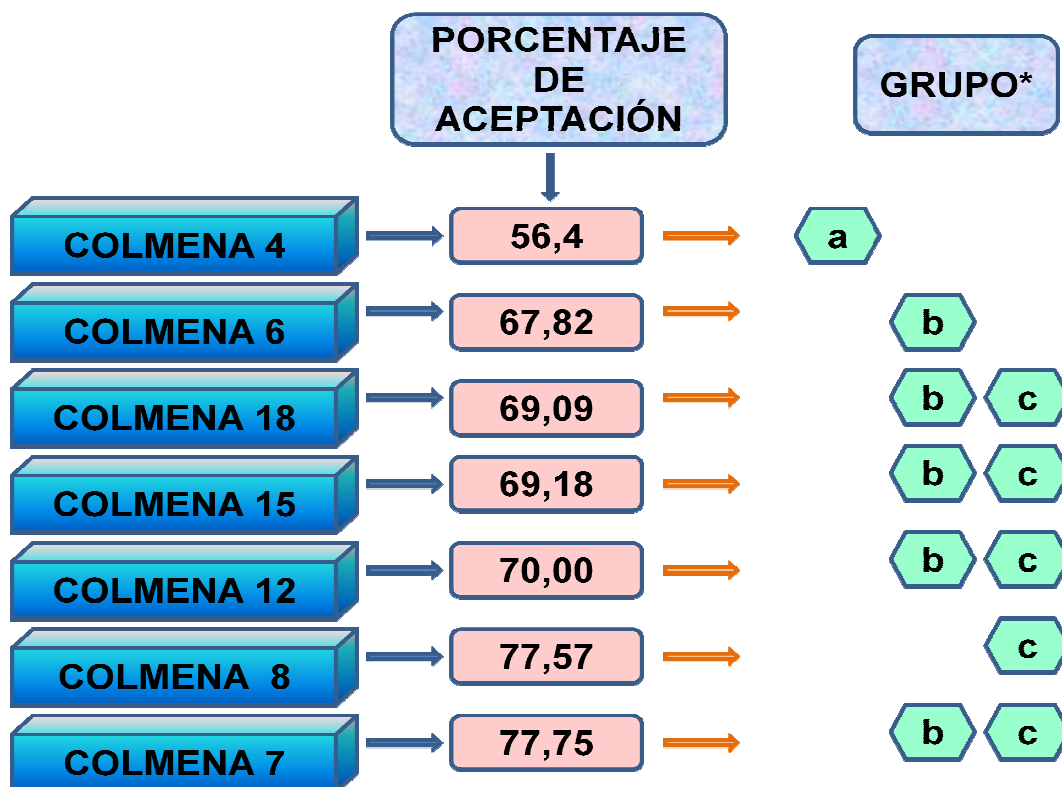 PORCENTAJE
DE
ACEPTACIÓN
GRUPO*
COLMENA 4 56,4 a
COLMENA 6 67,82 b
COLMENA 18 69,09 b c
COLMENA 15 69,18 b c
COLMENA 12 70,00 b c
COLMENA 8 77,57 c
COLMENA 7 77,75 b c